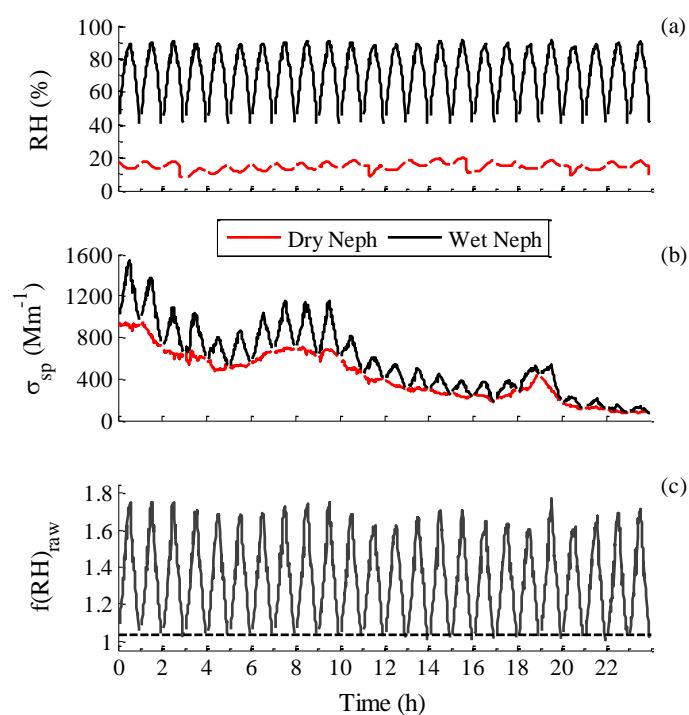 (a)
RH (%)
100
80
60
40
20
0
Dry Neph Wet Neph
(b)
σsp (Mm-1)
1600
1200
800
400
0
(c)
f(RH)raw
1.8
1.6
1.4
1.2
1
0 2 4 6 8 10 12 14 16 18 20 22
Time (h)